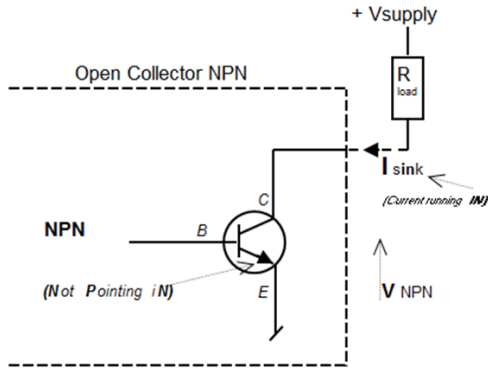 + Vsupply
Open Collector NPN
R
load
I sink
(Current running IN)
C
NPN
B
(Not Pointing iN)
E
V NPN